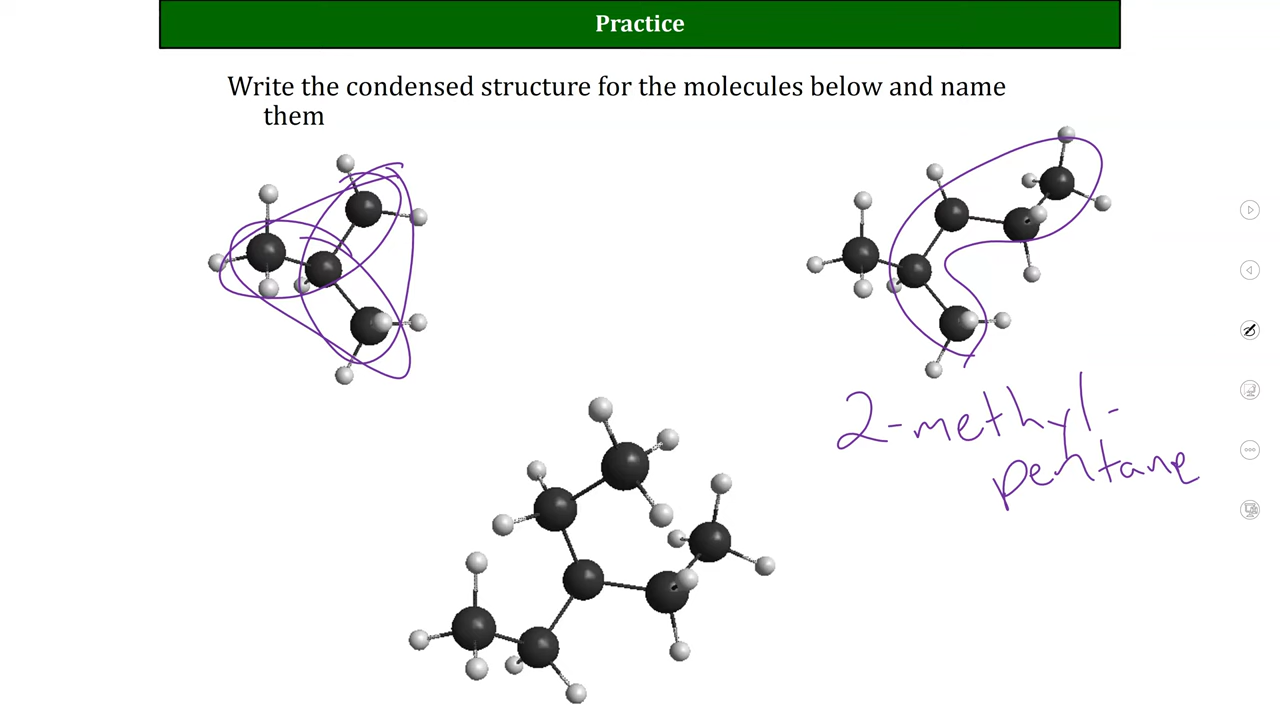 Practice
Write the condensed structure for the molecules below and name
them
2-methyl-
pentane